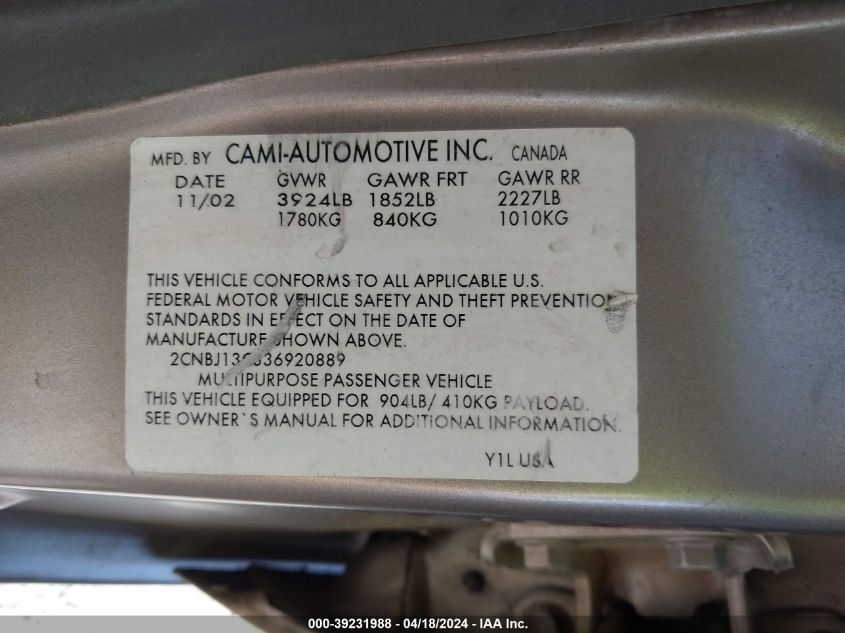 MFD. BY CAMI-AUTOMOTIVE INC. CANADA
DATE GVWR GAWR FRT GAWR RR
11/02 3924LB 1852LB 2227LB
1780KG 840KG 1010KG
THIS VEHICLE CONFORMS TO ALL APPLICABLE U.S.
FEDERAL MOTOR VEHICLE SAFETY AND THEFT PREVENTION
STANDARDS IN EFFECT ON THE DATE OF
MANUFACTURE SHOWN ABOVE.
2CNBJ13C336920889
MULTIPURPOSE PASSENGER VEHICLE
THIS VEHICLE EQUIPPED FOR 904LB/ 410KG PAYLOAD.
SEE OWNER`S MANUAL FOR ADDITIONAL INFORMATION.
Y1L USA
000-39231988 - 04/18/2024 - IAA Inc.